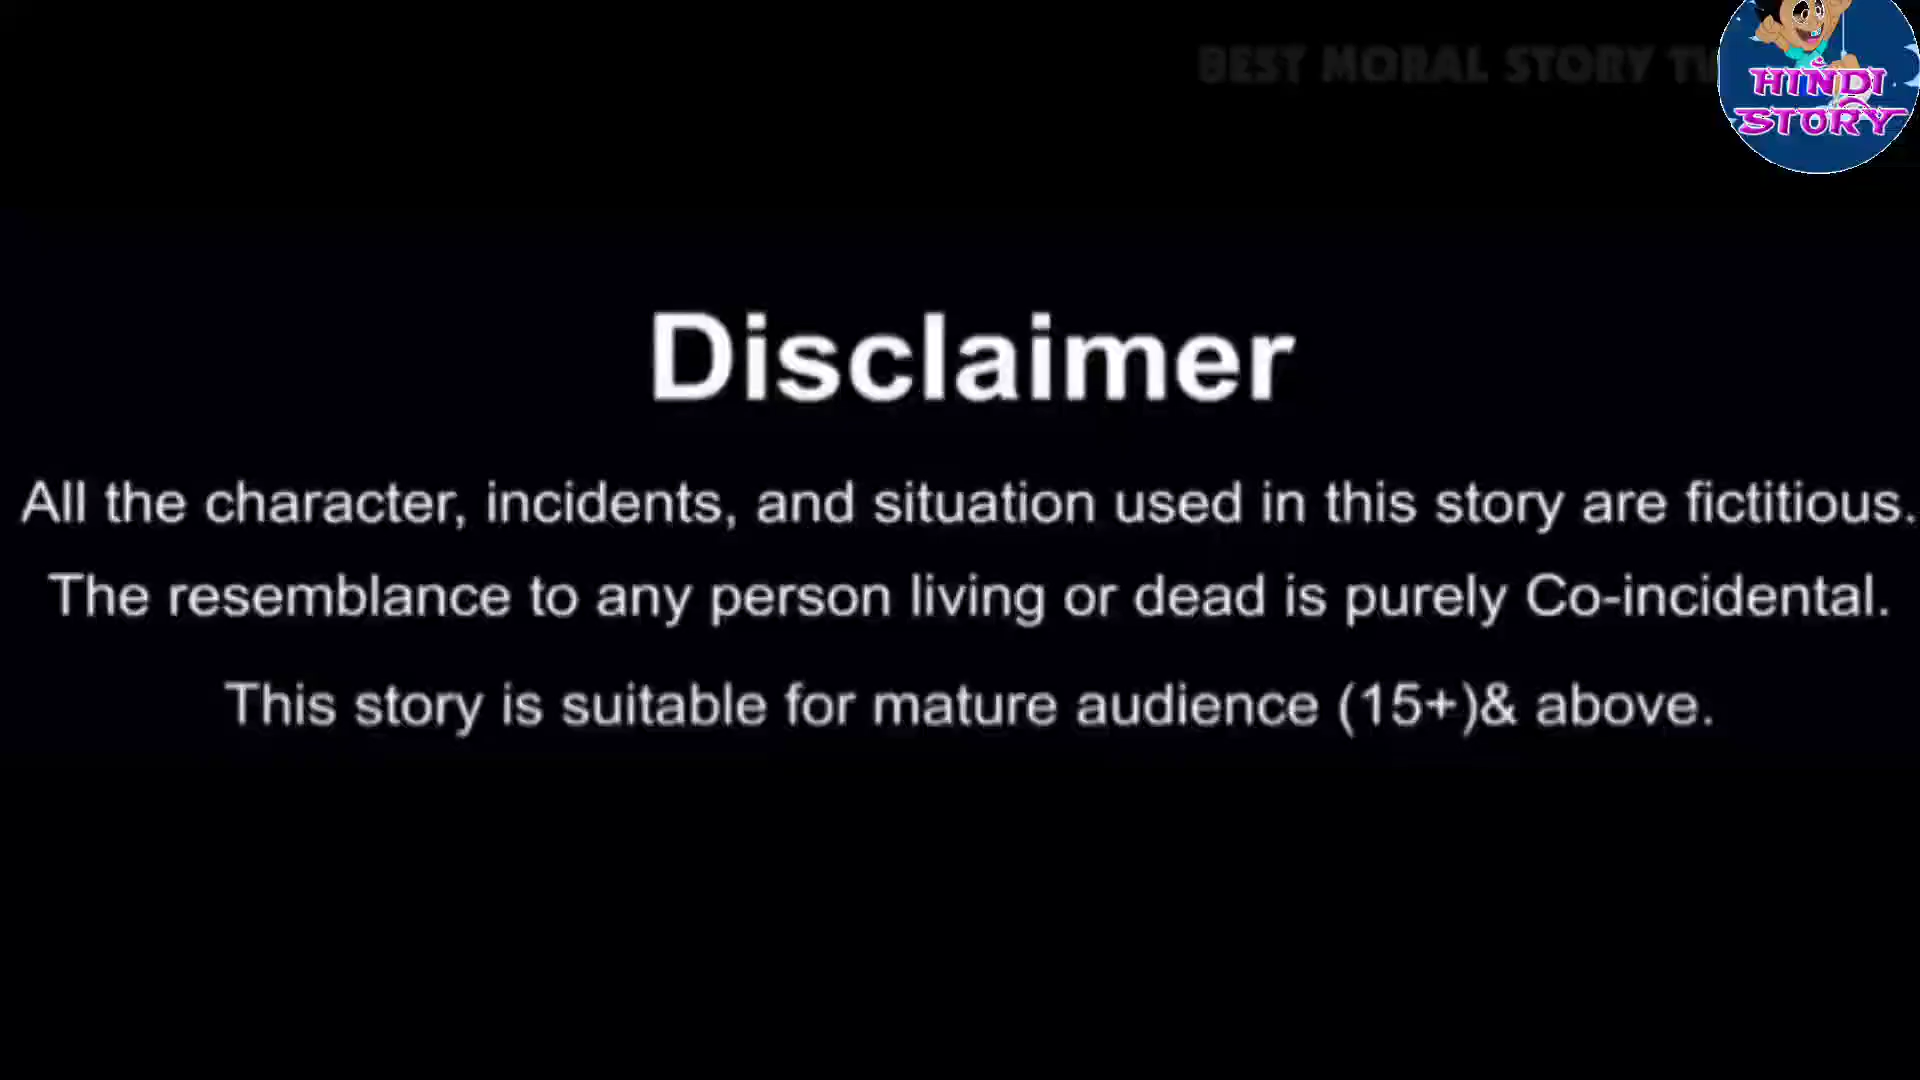 BEST MORAL STORY
HINDI
STORY
Disclaimer
All the character, incidents, and situation used in this story are fictitious.
The resemblance to any person living or dead is purely Co-incidental.
This story is suitable for mature audience (15+)& above.